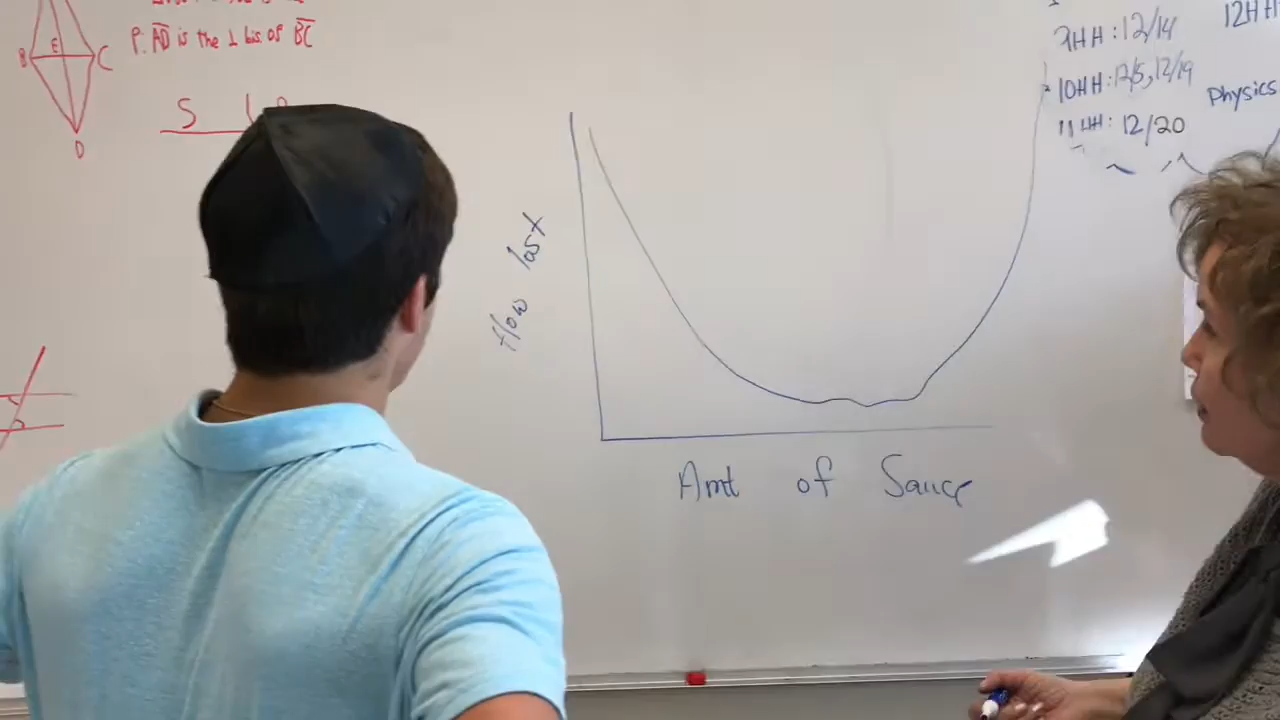 P: AD is the ⊥ bis. of BC
B E C
D
S
9HH: 12/14
10HH: 12/5, 12/19
11HH: 12/20
12HH
Physics
flow lost
Amt of Sauce